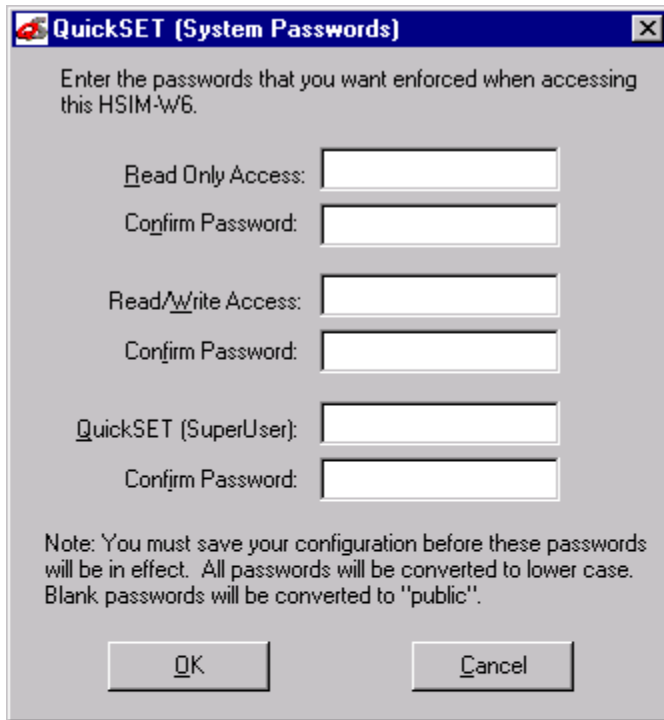 QuickSET (System Passwords)
Enter the passwords that you want enforced when accessing
this HSIM-W6.
Read Only Access:
Confirm Password:
Read/Write Access:
Confirm Password:
QuickSET (SuperUser):
Confirm Password:
Note: You must save your configuration before these passwords
will be in effect.  All passwords will be converted to lower case.
Blank passwords will be converted to "public".
OK
Cancel